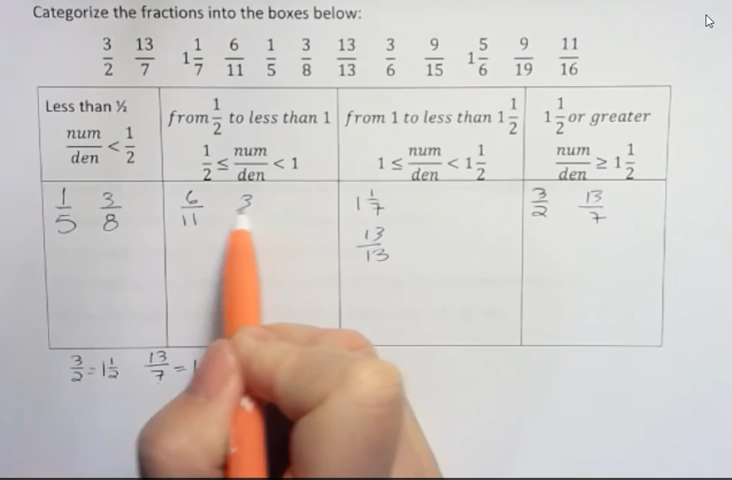 Categorize the fractions into the boxes below:
3/2 13/7 1 1/7 6/11 1/5 3/8 13/13 3/6 9/15 1 5/6 9/19 11/16
Less than ½
num/den < 1/2
from 1/2 to less than 1
1/2 ≤ num/den < 1
from 1 to less than 1 1/2
1 ≤ num/den < 1 1/2
1 1/2 or greater
num/den ≥ 1 1/2
1/5 3/8
6/11 3
1 1/7
13/13
3/2 13/7
3/2 = 1 1/2 13/7 = 1